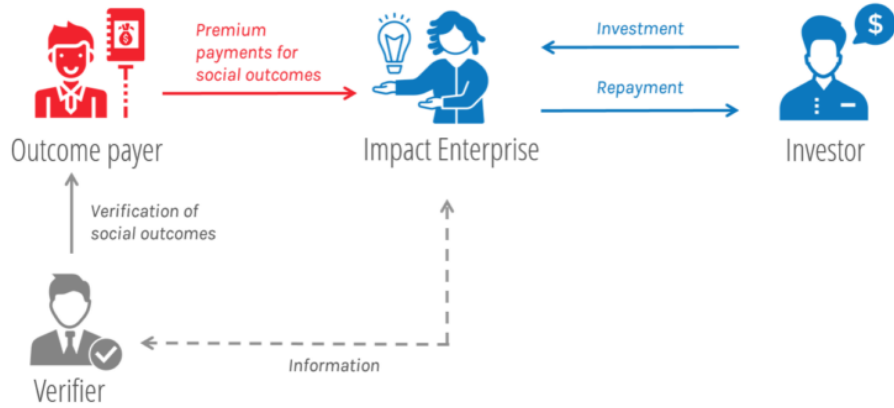 Premium
payments for
social outcomes
Investment
Repayment
$
Outcome payer
Impact Enterprise
Investor
Verification of
social outcomes
Information
Verifier